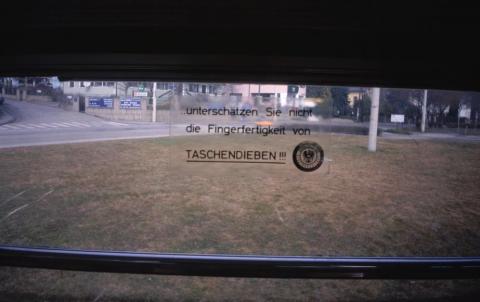 ..unterschätzen Sie nicht
die Fingerfertigkeit von
TASCHENDIEBEN !!!